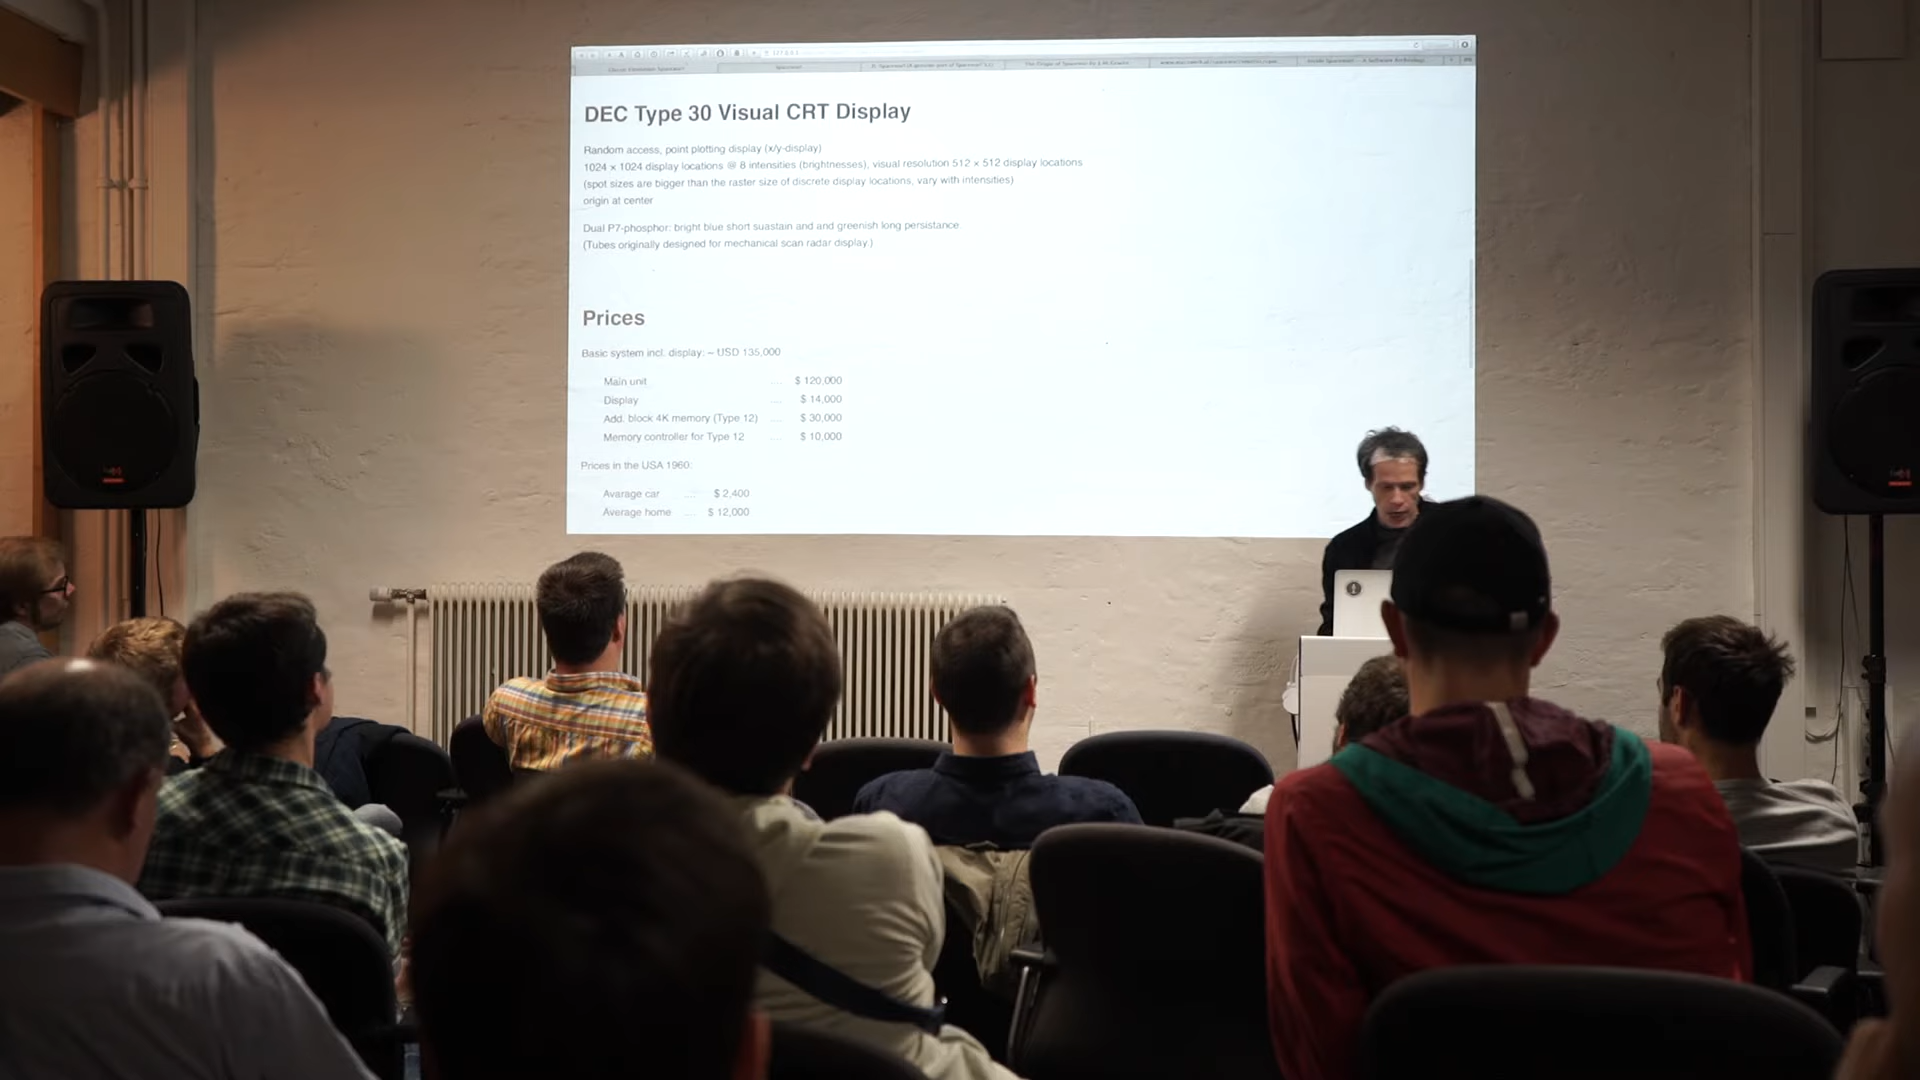 DEC Type 30 Visual CRT Display
Random access, point plotting display (x/y-display)
1024 × 1024 display locations @ 8 intensities (brightnesses), visual resolution 512 × 512 display locations
(spot sizes are bigger than the raster size of discrete display locations, vary with intensities)
origin at center
Dual P7-phosphor: bright blue short suastain and and greenish long persistance.
(Tubes originally designed for mechanical scan radar display.)
Prices
Basic system incl. display: ~ USD 135,000
Main unit .... $ 120,000
Display .... $ 14,000
Add. block 4K memory (Type 12) .... $ 30,000
Memory controller for Type 12 .... $ 10,000
Prices in the USA 1960:
Avarage car .... $ 2,400
Average home .... $ 12,000